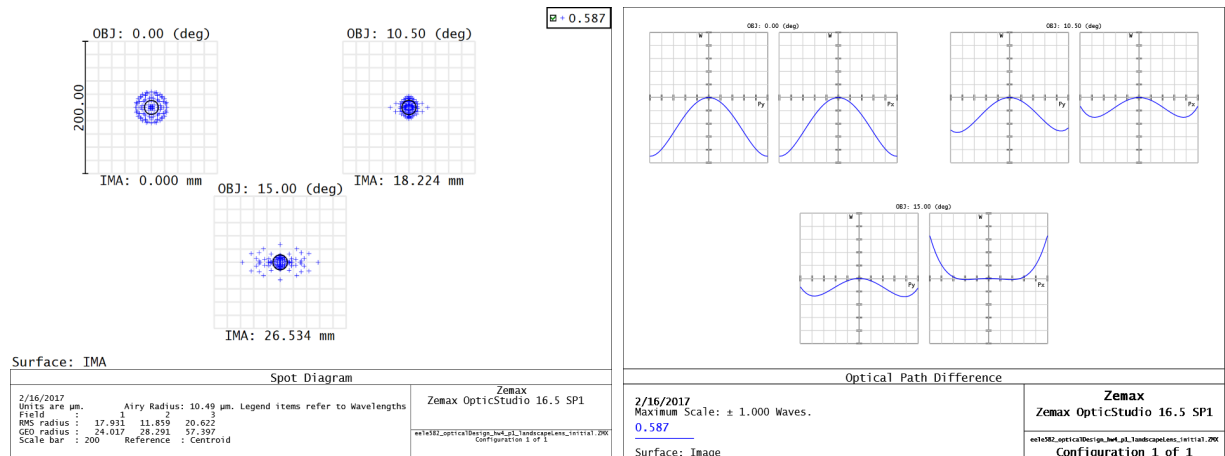 0.587
OBJ: 0.00 (deg)
OBJ: 10.50 (deg)
200.00
IMA: 0.000 mm
IMA: 18.224 mm
OBJ: 15.00 (deg)
IMA: 26.534 mm
Surface: IMA
Spot Diagram
2/16/2017
Units are µm. Airy Radius: 10.49 µm. Legend items refer to Wavelengths
Field : 1 2 3
RMS radius : 17.931 11.859 20.622
GEO radius : 24.017 28.291 57.397
Scale bar : 200 Reference : Centroid
Zemax
Zemax OpticStudio 16.5 SP1
eele582_opticalDesign_hw4_p1_landscapeLens_initial.ZMX
Configuration 1 of 1
OBJ: 0.00 (deg)
W
Py
W
Px
OBJ: 10.50 (deg)
W
Py
W
Px
OBJ: 15.00 (deg)
W
Py
W
Px
Optical Path Difference
2/16/2017
Maximum Scale: ± 1.000 Waves.
0.587
Surface: Image
Zemax
Zemax OpticStudio 16.5 SP1
eele582_opticalDesign_hw4_p1_landscapeLens_initial.ZMX
Configuration 1 of 1